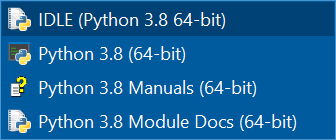 IDLE (Python 3.8 64-bit)
Python 3.8 (64-bit)
Python 3.8 Manuals (64-bit)
Python 3.8 Module Docs (64-bit)